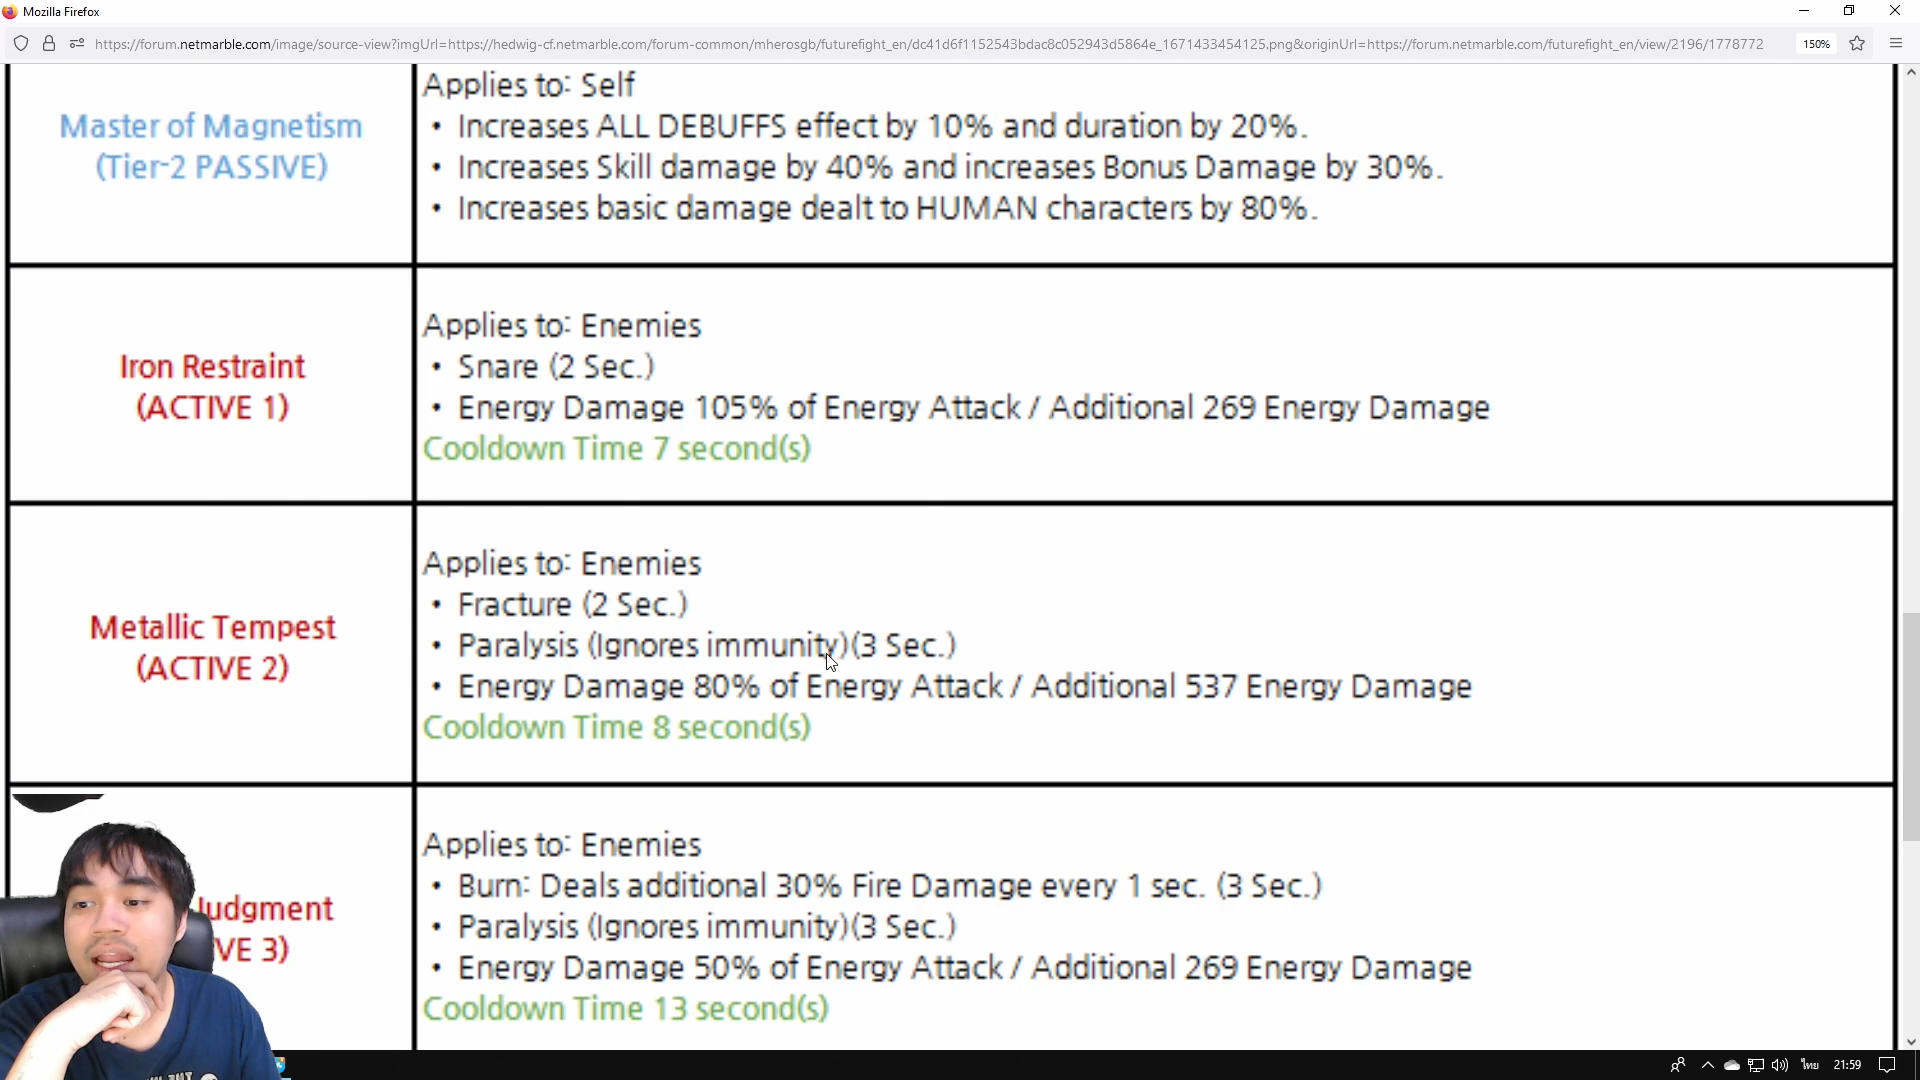 Mozilla Firefox
https://forum.netmarble.com/image/source-view?imgUrl=https://hedwig-cf.netmarble.com/forum-common/mherosgb/futurefight_en/dc41d6f1152543bdac8c052943d5864e_1671433454125.png&originUrl=https://forum.netmarble.com/futurefight_en/view/2196/1778772
150%
Master of Magnetism
(Tier-2 PASSIVE)
Applies to: Self
• Increases ALL DEBUFFS effect by 10% and duration by 20%.
• Increases Skill damage by 40% and increases Bonus Damage by 30%.
• Increases basic damage dealt to HUMAN characters by 80%.
Iron Restraint
(ACTIVE 1)
Applies to: Enemies
• Snare (2 Sec.)
• Energy Damage 105% of Energy Attack / Additional 269 Energy Damage
Cooldown Time 7 second(s)
Metallic Tempest
(ACTIVE 2)
Applies to: Enemies
• Fracture (2 Sec.)
• Paralysis (Ignores immunity)(3 Sec.)
• Energy Damage 80% of Energy Attack / Additional 537 Energy Damage
Cooldown Time 8 second(s)
Judgment
VE 3)
Applies to: Enemies
• Burn: Deals additional 30% Fire Damage every 1 sec. (3 Sec.)
• Paralysis (Ignores immunity)(3 Sec.)
• Energy Damage 50% of Energy Attack / Additional 269 Energy Damage
Cooldown Time 13 second(s)
ไทย
21:59